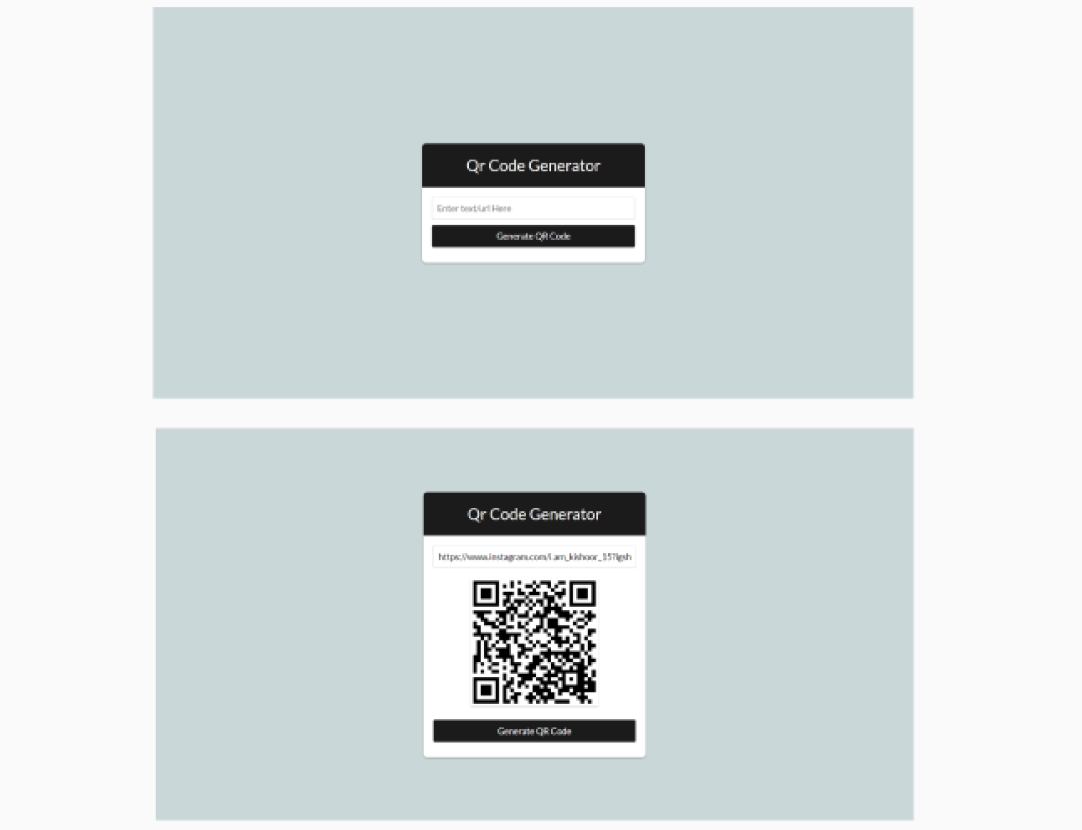 Qr Code Generator
Enter text/url Here
Generate QR Code
Qr Code Generator
https://www.instagram.com/i.am_kishoor_15?igsh
Generate QR Code